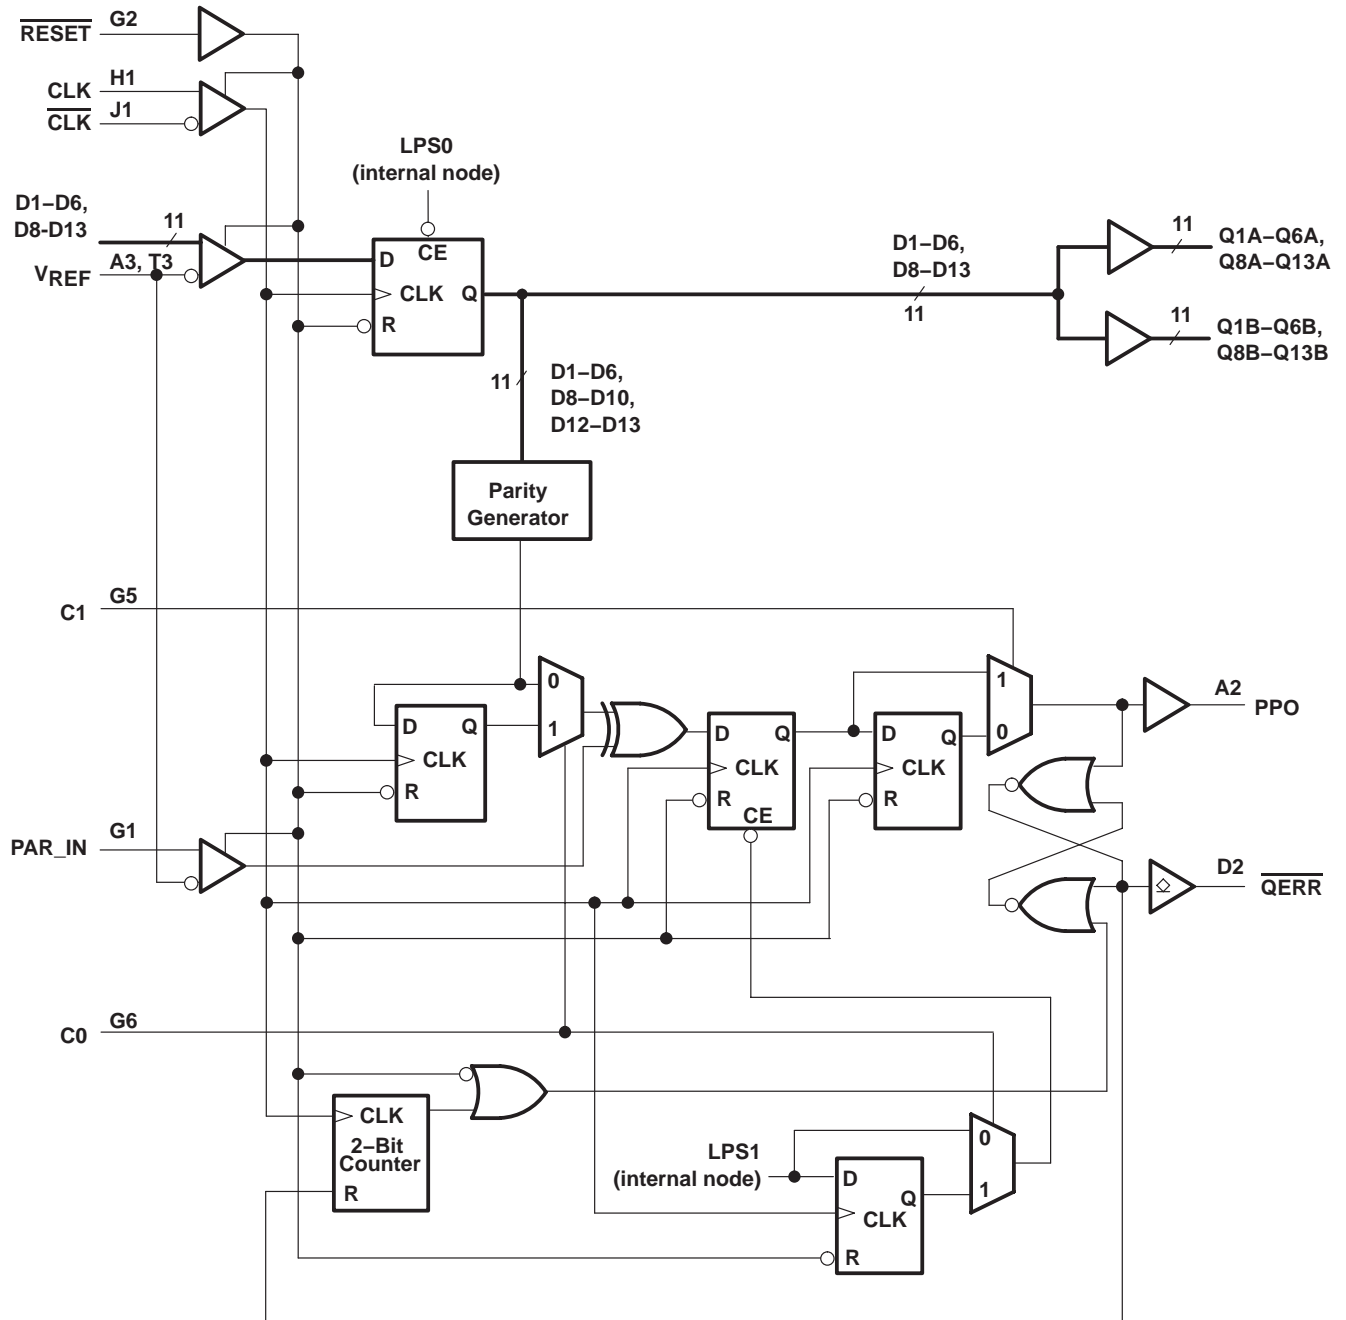 RESET G2
CLK H1
CLK J1
LPS0
(internal node)
D1–D6,
D8-D13
11
VREF A3, T3
D CE
CLK Q
R
D1–D6,
D8–D13
11
11
Q1A–Q6A,
Q8A–Q13A
11
Q1B–Q6B,
Q8B–Q13B
11
D1–D6,
D8–D10,
D12–D13
Parity
Generator
C1 G5
0
1
D Q
CLK
R
D Q
CLK
R
CE
D Q
CLK
R
1
0
A2
PPO
PAR_IN G1
D2
QERR
C0 G6
CLK
2–Bit
Counter
R
LPS1
(internal node)
D
Q
CLK
R
0
1